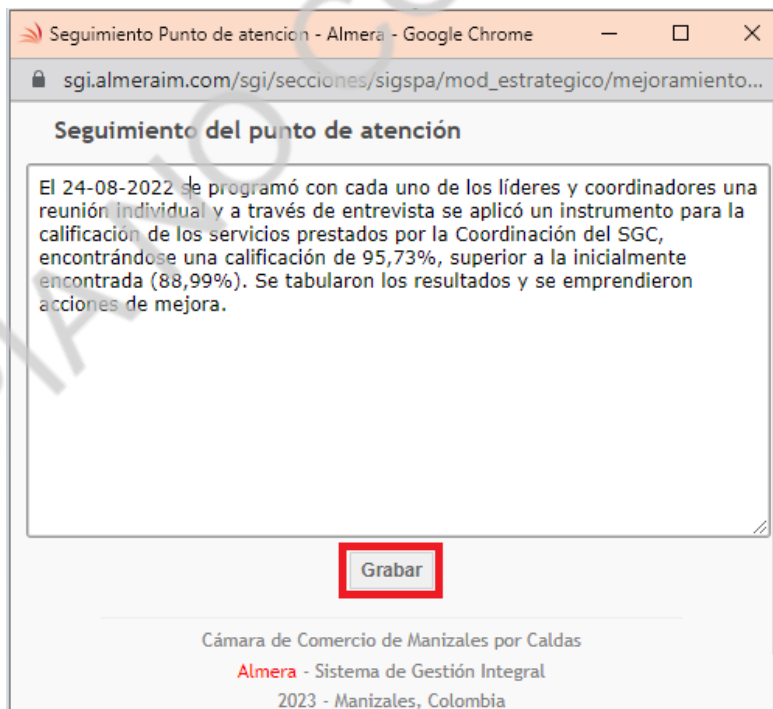 Seguimiento Punto de atencion - Almera - Google Chrome
sgi.almeraim.com/sgi/secciones/sigspa/mod_estrategico/mejoramiento...
Seguimiento del punto de atención
El 24-08-2022 se programó con cada uno de los líderes y coordinadores una
reunión individual y a través de entrevista se aplicó un instrumento para la
calificación de los servicios prestados por la Coordinación del SGC,
encontrándose una calificación de 95,73%, superior a la inicialmente
encontrada (88,99%). Se tabularon los resultados y se emprendieron
acciones de mejora.
Grabar
Cámara de Comercio de Manizales por Caldas
Almera - Sistema de Gestión Integral
2023 - Manizales, Colombia